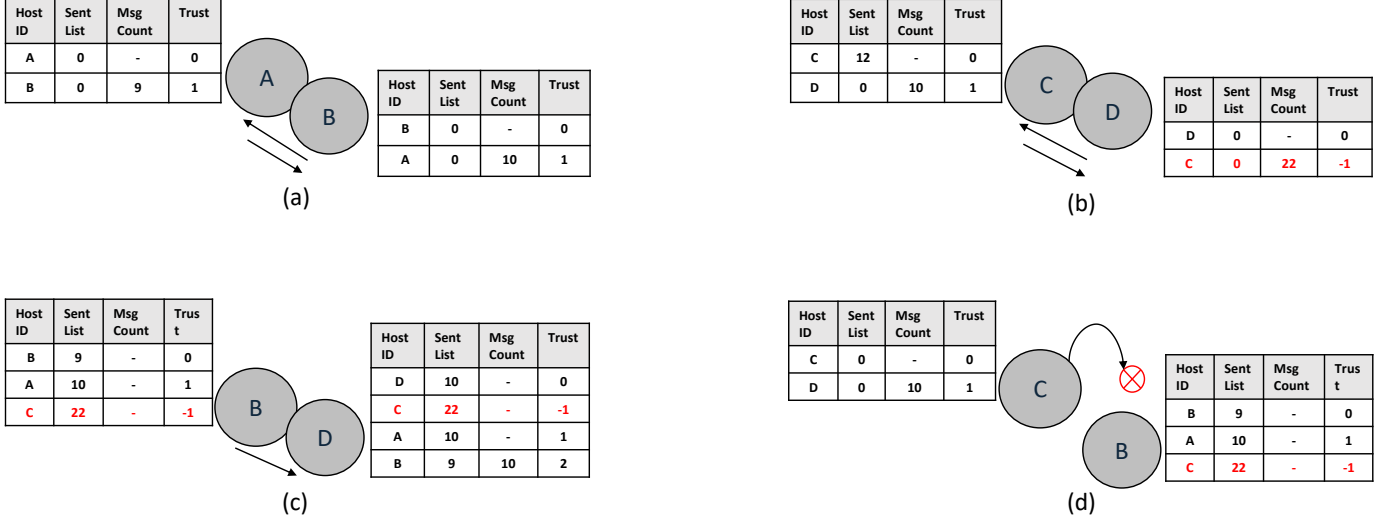 Host ID Sent List Msg Count Trust
A 0 - 0
B 0 9 1
A
B
Host ID Sent List Msg Count Trust
B 0 - 0
A 0 10 1
(a)
Host ID Sent List Msg Count Trust
C 12 - 0
D 0 10 1
C
D
Host ID Sent List Msg Count Trust
D 0 - 0
C 0 22 -1
(b)
Host ID Sent List Msg Count Trus t
B 9 - 0
A 10 - 1
C 22 - -1
B
D
Host ID Sent List Msg Count Trust
D 10 - 0
C 22 - -1
A 10 - 1
B 9 10 2
(c)
Host ID Sent List Msg Count Trust
C 0 - 0
D 0 10 1
C
B
Host ID Sent List Msg Count Trus t
B 9 - 0
A 10 - 1
C 22 - -1
(d)